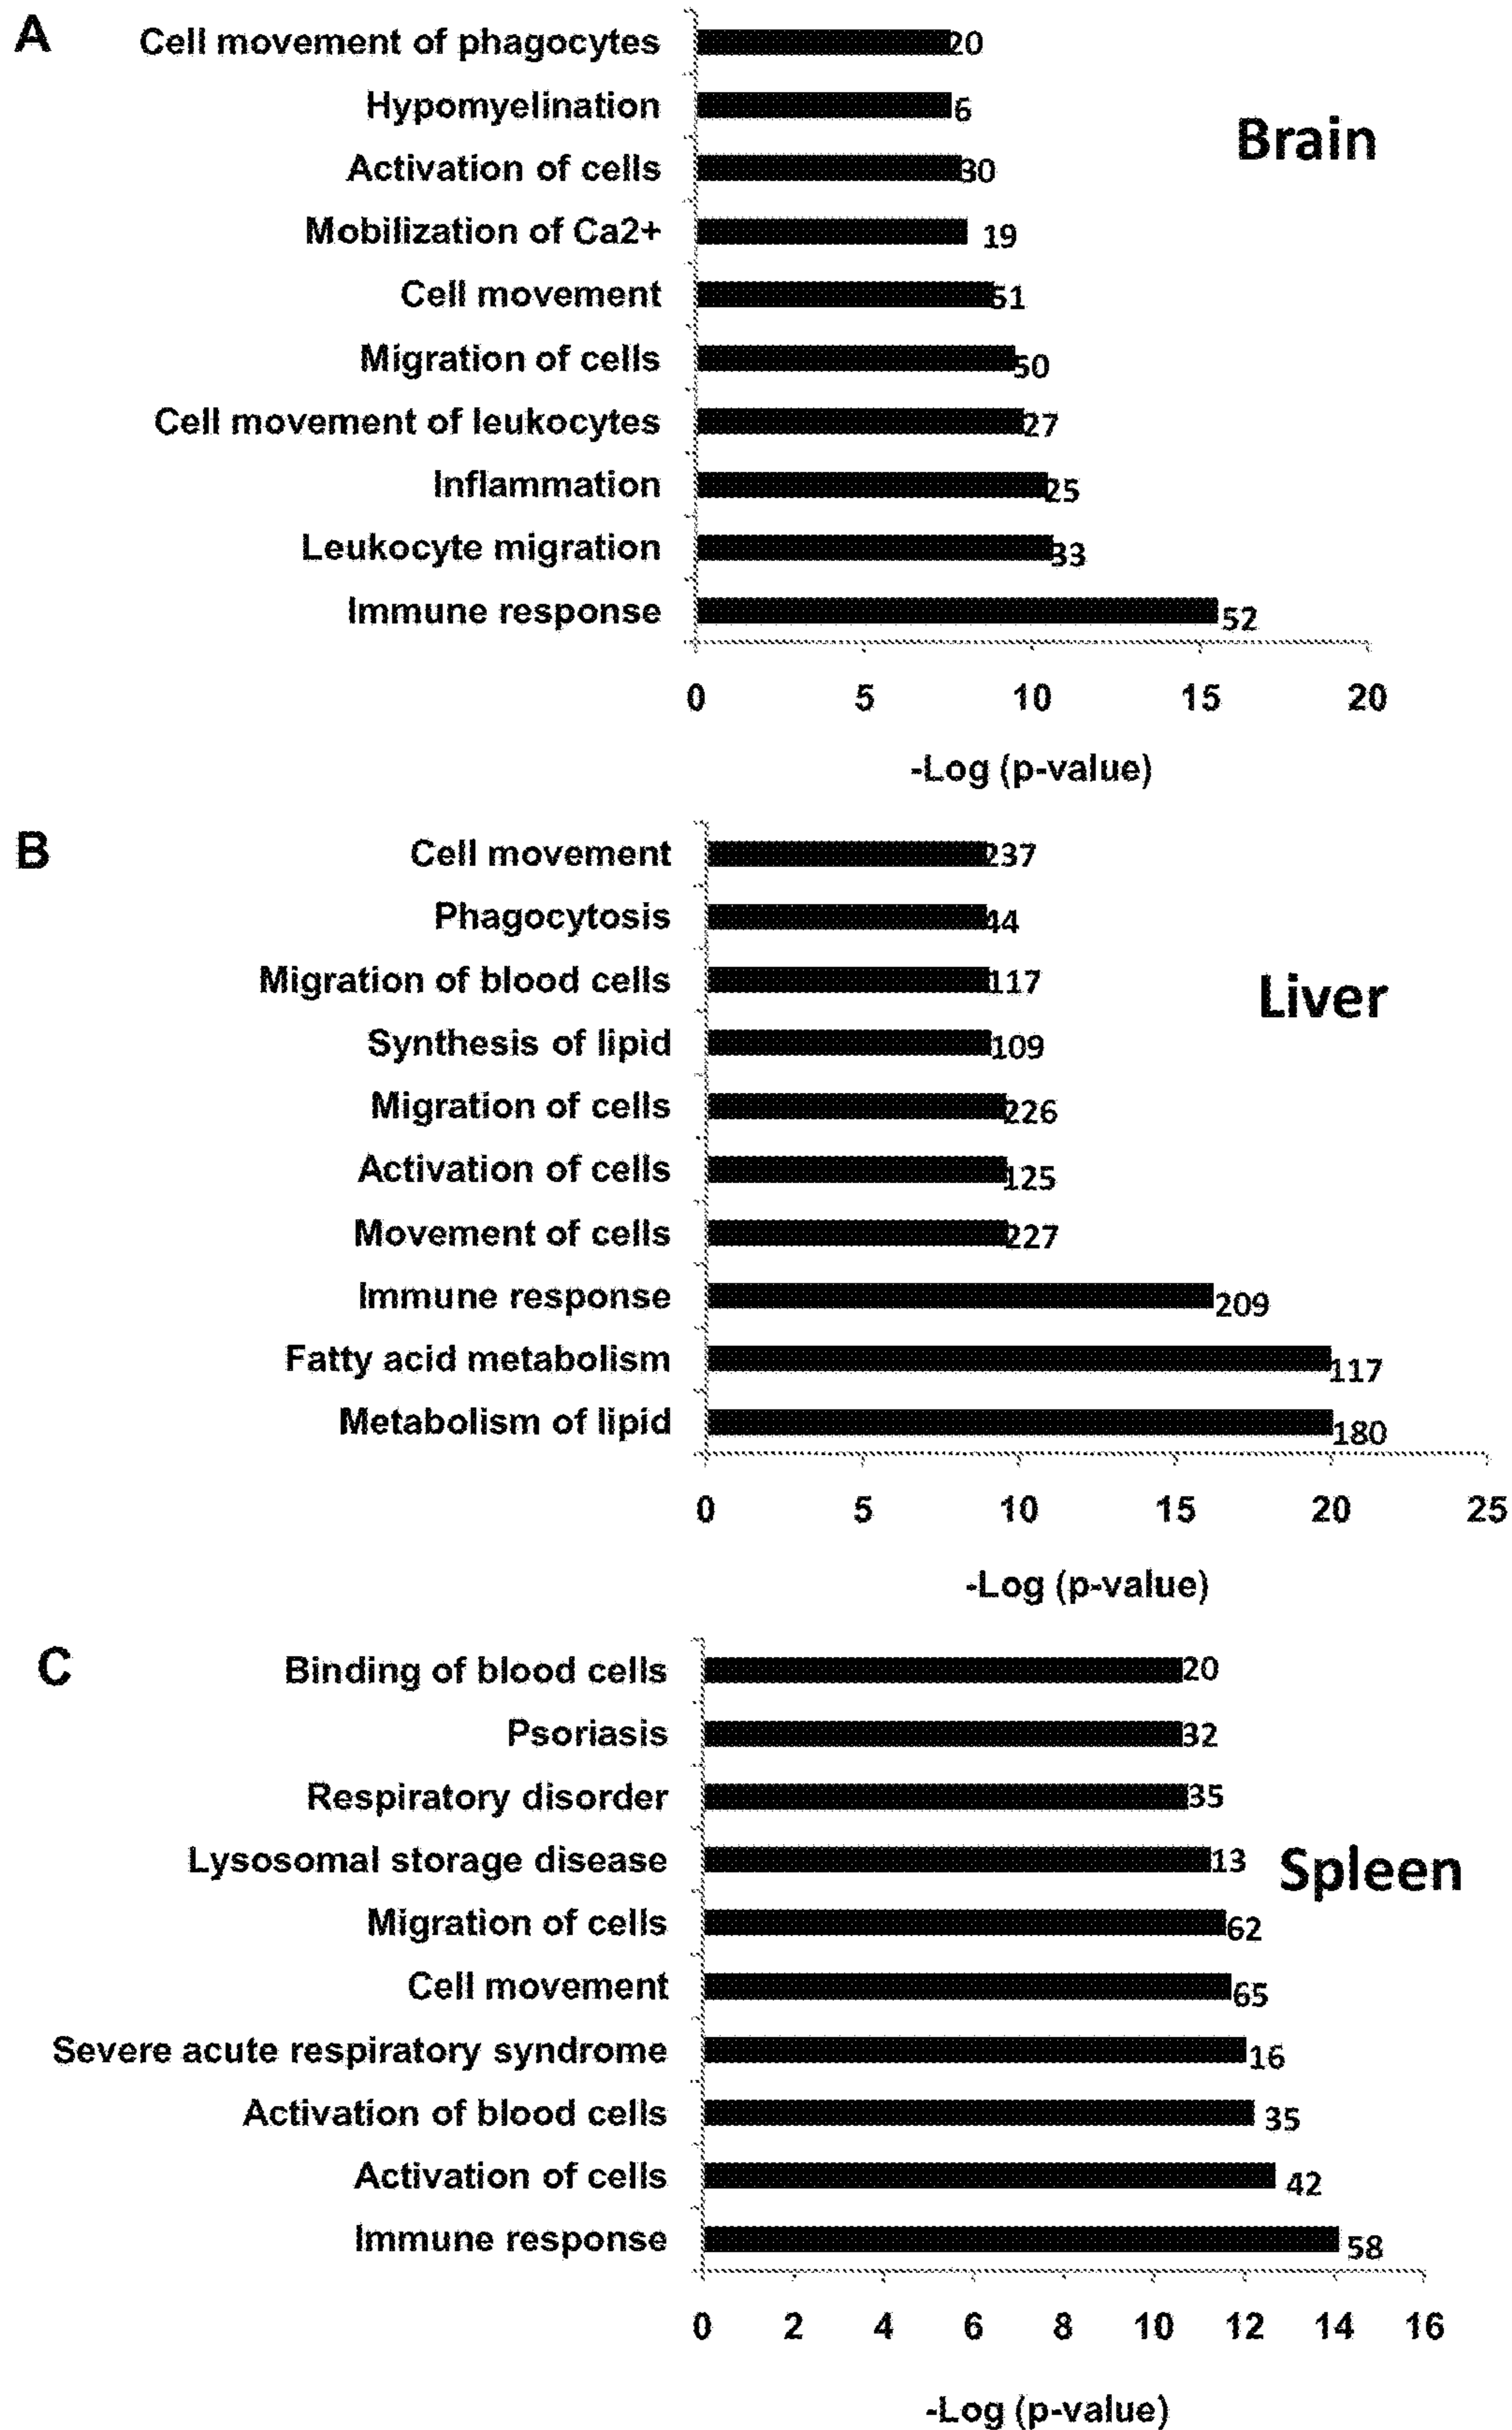 A
Cell movement of phagocytes 20
Hypomyelination 6
Brain
Activation of cells 30
Mobilization of Ca2+ 19
Cell movement 51
Migration of cells 50
Cell movement of leukocytes 27
Inflammation 25
Leukocyte migration 33
Immune response 52
0 5 10 15 20
-Log (p-value)
B
Cell movement 237
Phagocytosis 44
Migration of blood cells 117
Liver
Synthesis of lipid 109
Migration of cells 226
Activation of cells 125
Movement of cells 227
Immune response 209
Fatty acid metabolism 117
Metabolism of lipid 180
0 5 10 15 20 25
-Log (p-value)
C
Binding of blood cells 20
Psoriasis 32
Respiratory disorder 35
Lysosomal storage disease 13
Spleen
Migration of cells 62
Cell movement 65
Severe acute respiratory syndrome 16
Activation of blood cells 35
Activation of cells 42
Immune response 58
0 2 4 6 8 10 12 14 16
-Log (p-value)